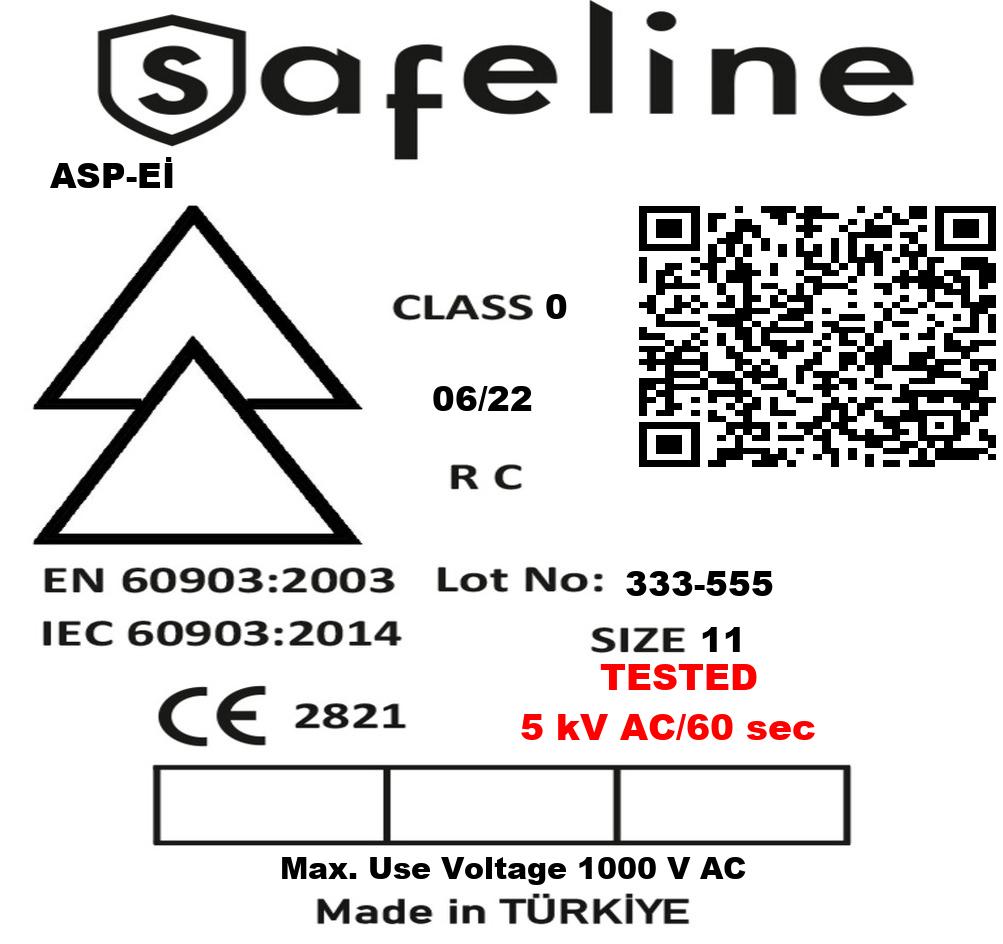 safeline
ASP-Eİ
CLASS 0
06/22
R C
EN 60903:2003 Lot No: 333-555
IEC 60903:2014 SIZE 11
TESTED
CE 2821 5 kV AC/60 sec
Max. Use Voltage 1000 V AC
Made in TÜRKİYE